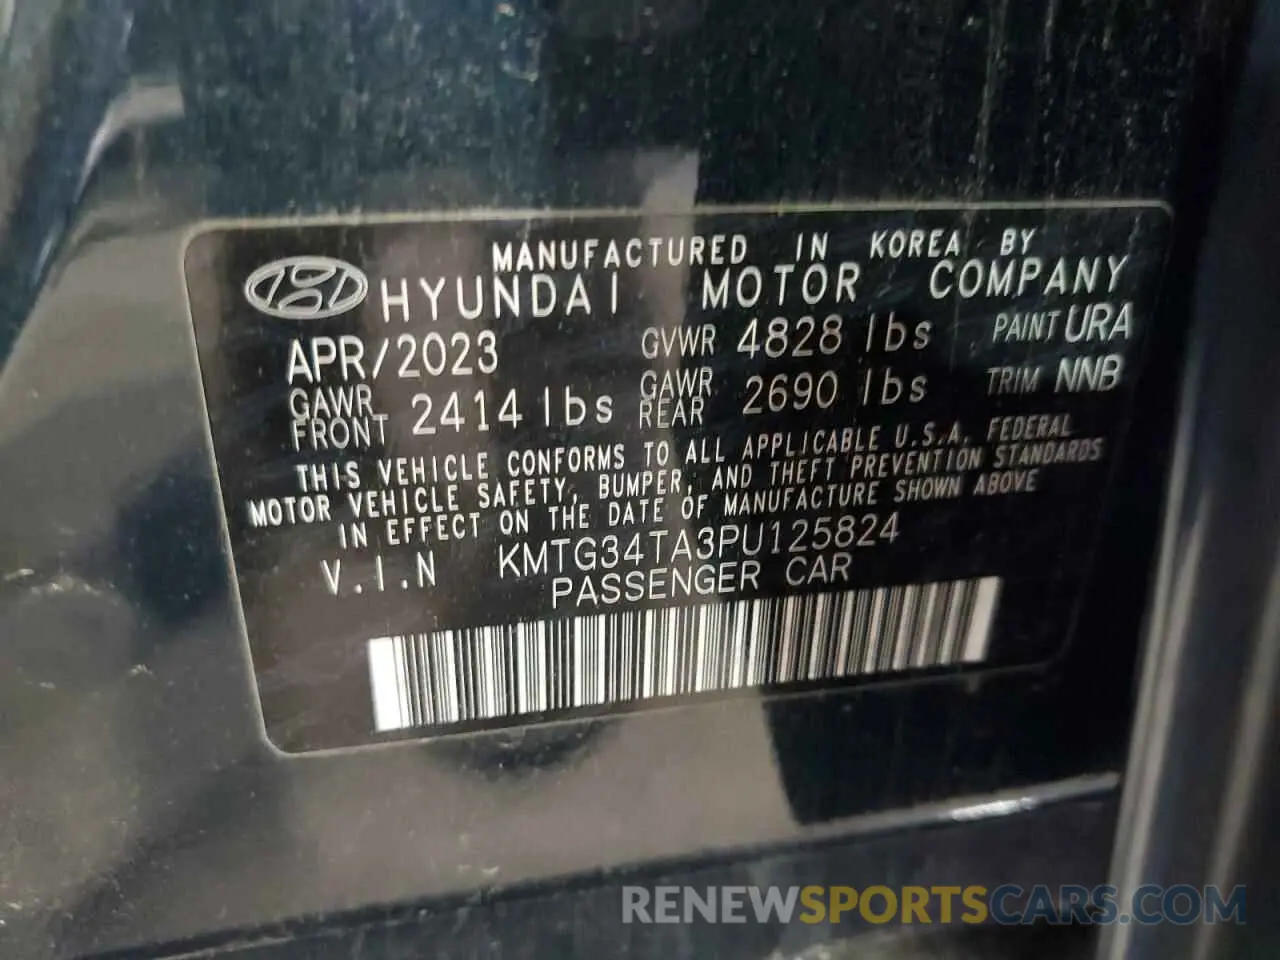 MANUFACTURED IN KOREA BY
HYUNDAI MOTOR COMPANY
APR/2023 GVWR 4828 lbs PAINT URA
GAWR FRONT 2414 lbs GAWR REAR 2690 lbs TRIM NNB
THIS VEHICLE CONFORMS TO ALL APPLICABLE U.S.A. FEDERAL
MOTOR VEHICLE SAFETY, BUMPER, AND THEFT PREVENTION STANDARDS
IN EFFECT ON THE DATE OF MANUFACTURE SHOWN ABOVE
V.I.N KMTG34TA3PU125824
PASSENGER CAR
RENEWSPORTSCARS.COM